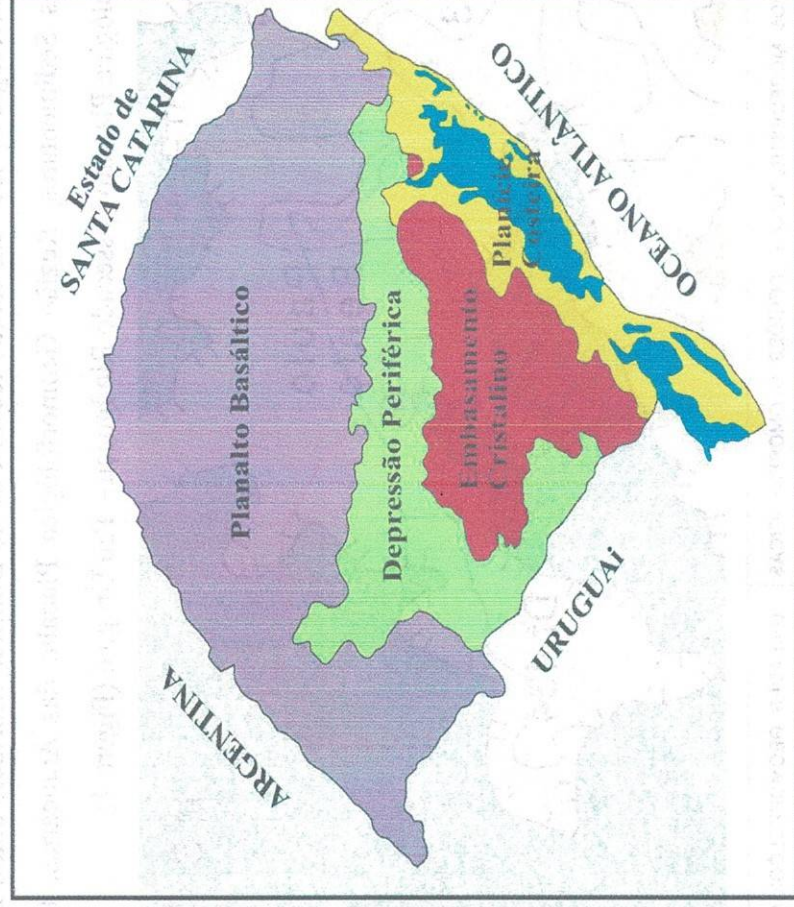 Estado de
SANTA CATARINA
OCEANO ATLÂNTICO
Planalto Basáltico
Depressão Periférica
Embasamento
Cristalino
Planície
Costeira
ARGENTINA
URUGUAi